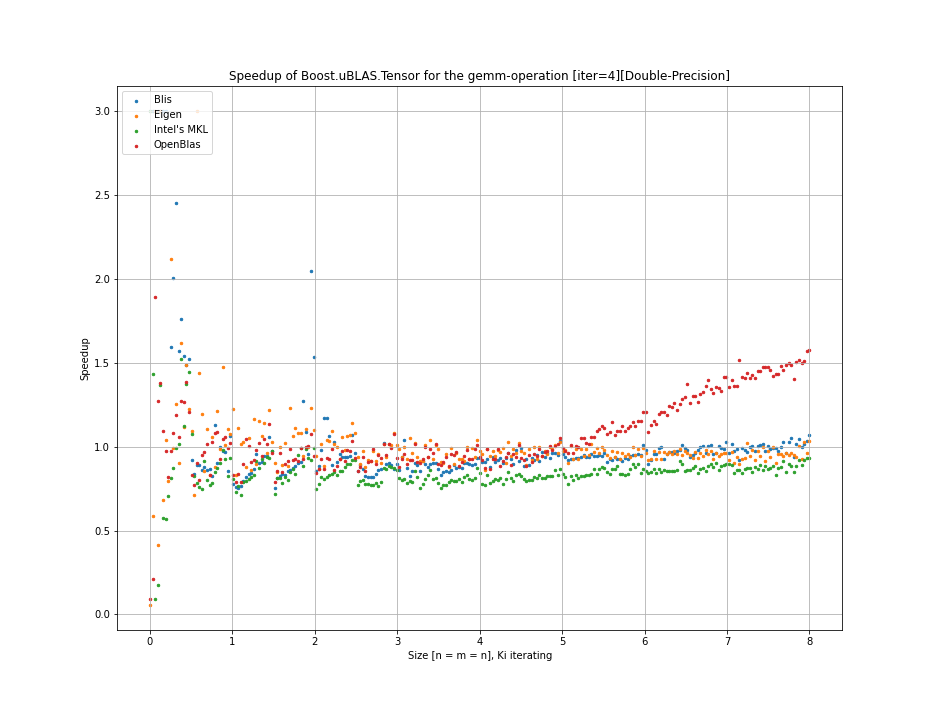 Speedup of Boost.uBLAS.Tensor for the gemm-operation [iter=4][Double-Precision]
Blis
Eigen
Intel's MKL
OpenBlas
3.0
2.5
2.0
1.5
1.0
0.5
0.0
Speedup
0 1 2 3 4 5 6 7 8
Size [n = m = n], Ki iterating